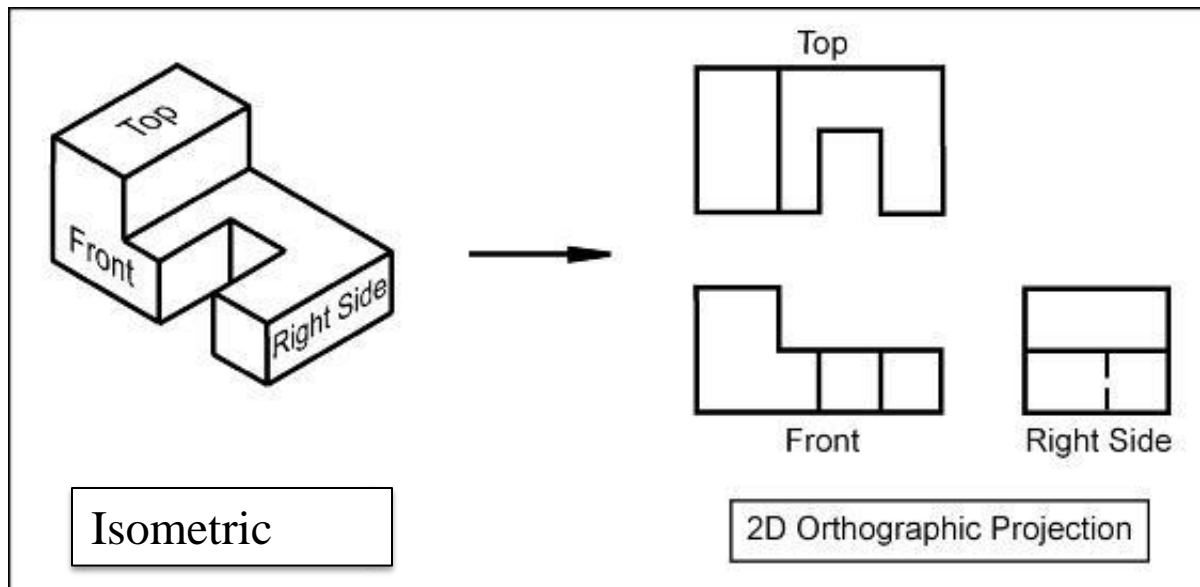 Top
Front
Right Side
Isometric
Top
Front
Right Side
2D Orthographic Projection